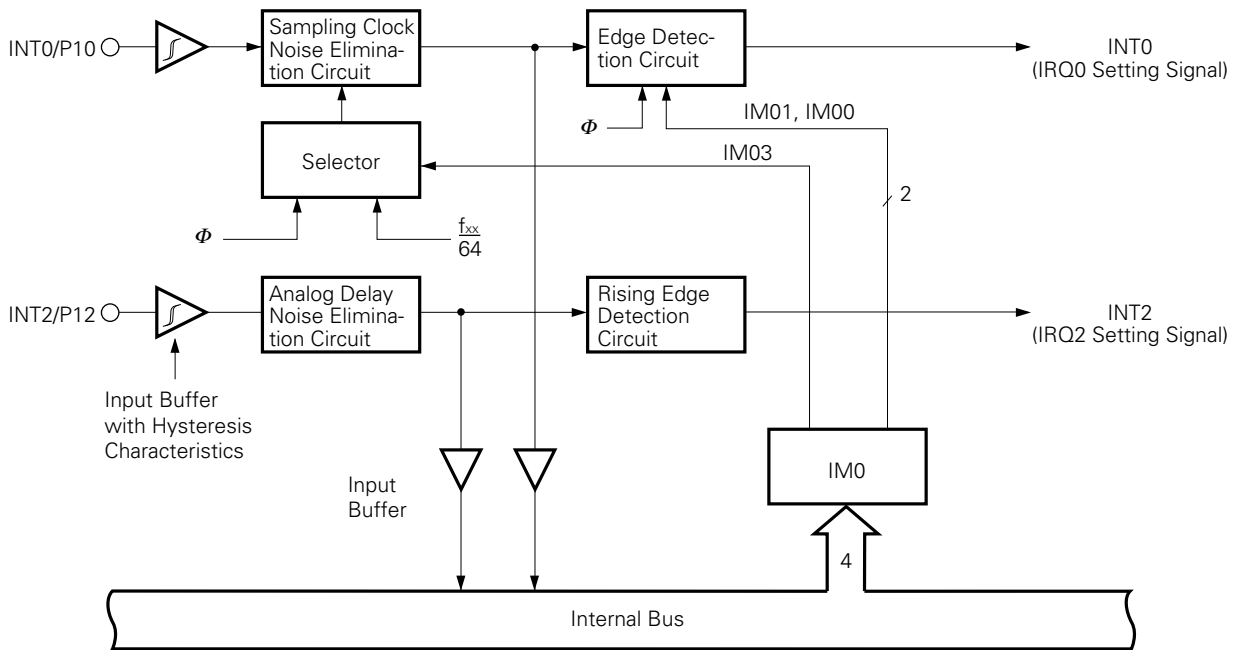 INT0/P10
Sampling Clock
Noise Elimina-
tion Circuit
Edge Detec-
tion Circuit
INT0
(IRQ0 Setting Signal)
Φ
IM01, IM00
Selector
IM03
2
Φ
fxx
64
INT2/P12
Analog Delay
Noise Elimina-
tion Circuit
Rising Edge
Detection
Circuit
INT2
(IRQ2 Setting Signal)
Input Buffer
with Hysteresis
Characteristics
Input
Buffer
IM0
4
Internal Bus